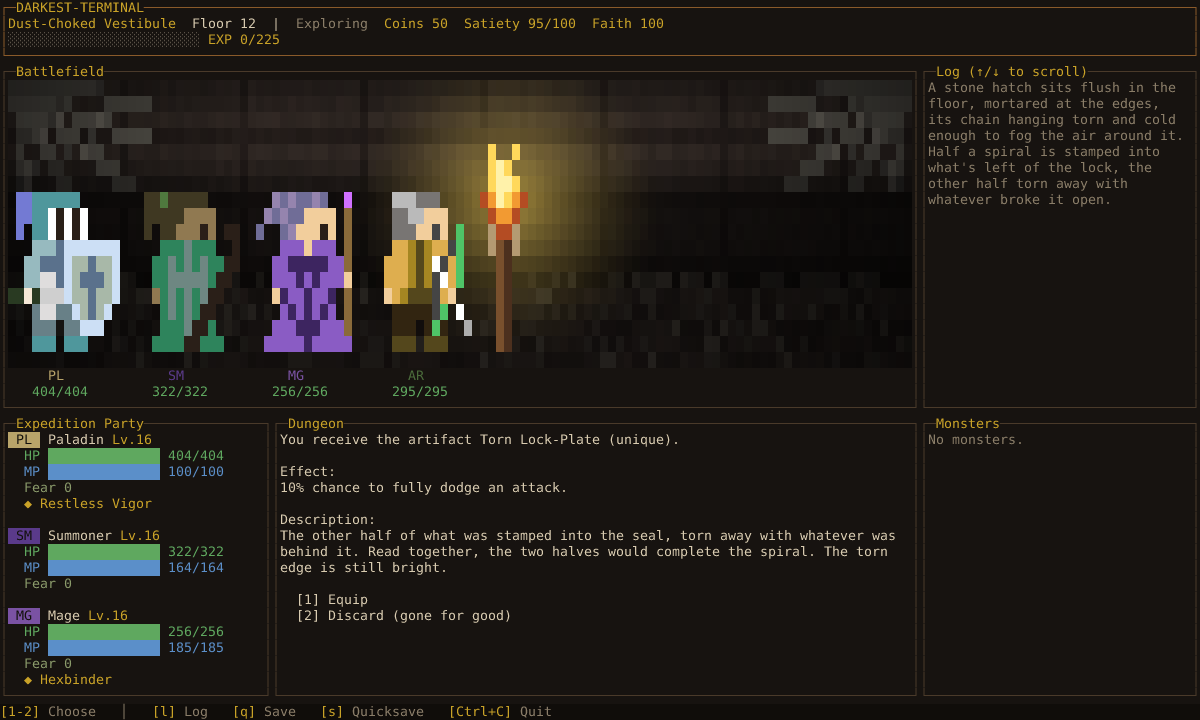 DARKEST-TERMINAL
Dust-Choked Vestibule Floor 12 | Exploring Coins 50 Satiety 95/100 Faith 100
EXP 0/225
Battlefield
PL SM MG AR
404/404 322/322 256/256 295/295
Log (↑/↓ to scroll)
A stone hatch sits flush in the
floor, mortared at the edges,
its chain hanging torn and cold
enough to fog the air around it.
Half a spiral is stamped into
what's left of the lock, the
other half torn away with
whatever broke it open.
Expedition Party
PL Paladin Lv.16
HP 404/404
MP 100/100
Fear 0
◆ Restless Vigor
SM Summoner Lv.16
HP 322/322
MP 164/164
Fear 0
MG Mage Lv.16
HP 256/256
MP 185/185
Fear 0
◆ Hexbinder
Dungeon
You receive the artifact Torn Lock-Plate (unique).
Effect:
10% chance to fully dodge an attack.
Description:
The other half of what was stamped into the seal, torn away with whatever was
behind it. Read together, the two halves would complete the spiral. The torn
edge is still bright.
[1] Equip
[2] Discard (gone for good)
Monsters
No monsters.
[1-2] Choose │ [l] Log [q] Save [s] Quicksave [Ctrl+C] Quit